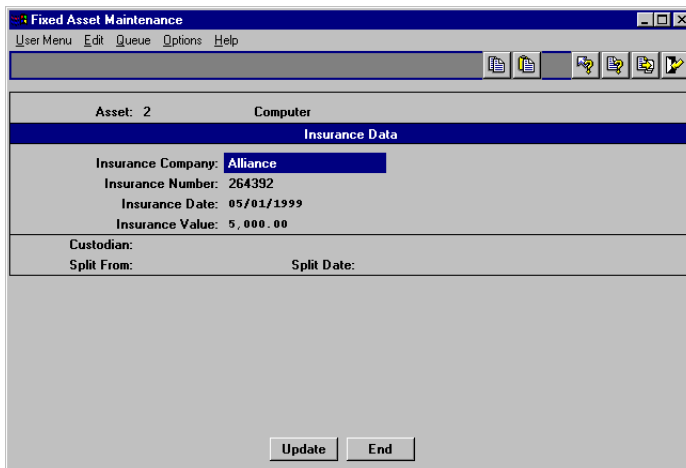 Fixed Asset Maintenance
User Menu Edit Queue Options Help
Asset: 2 Computer
Insurance Data
Insurance Company: Alliance
Insurance Number: 264392
Insurance Date: 05/01/1999
Insurance Value: 5,000.00
Custodian:
Split From: Split Date:
Update End